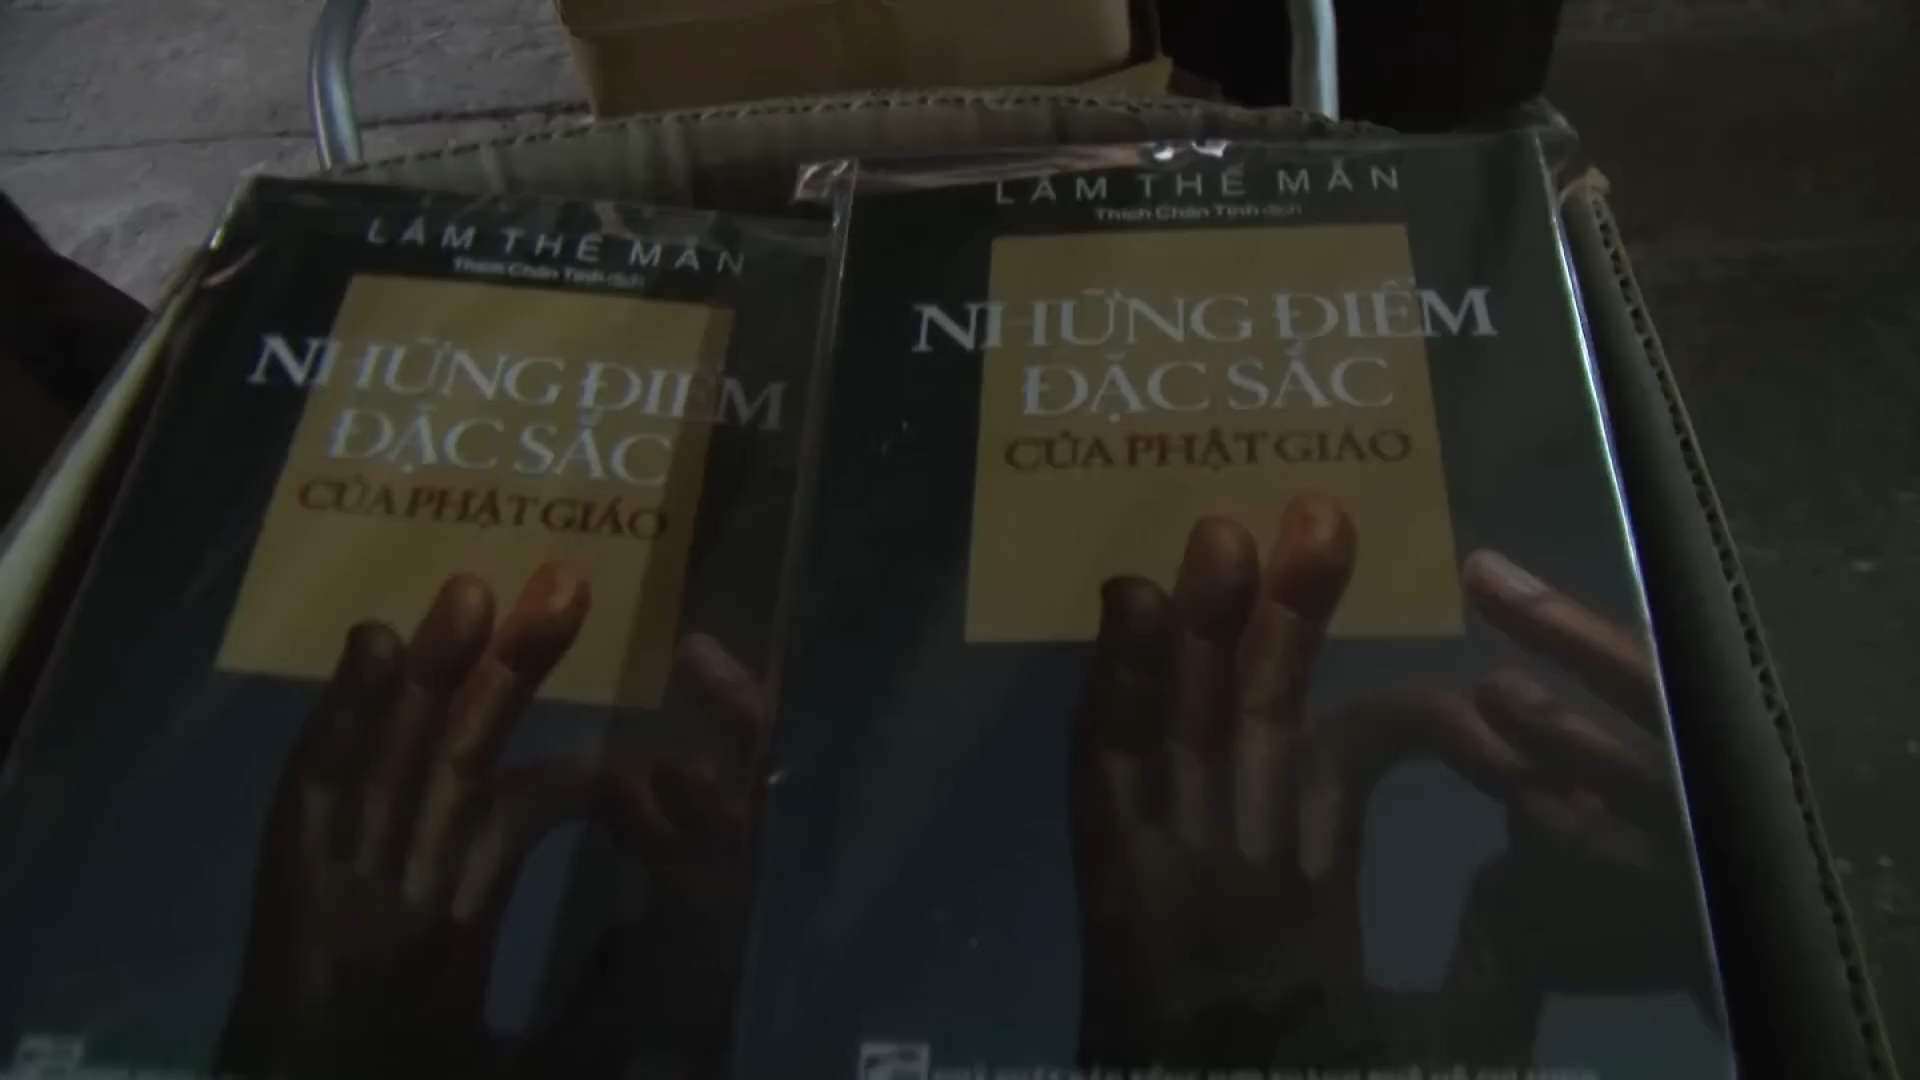 LÂM THẾ MẪN
Thích Chân Tính dịch
NHỮNG ĐIỂM
ĐẶC SẮC
CỦA PHẬT GIÁO
LÂM THẾ MẪN
Thích Chân Tính dịch
NHỮNG ĐIỂM
ĐẶC SẮC
CỦA PHẬT GIÁO